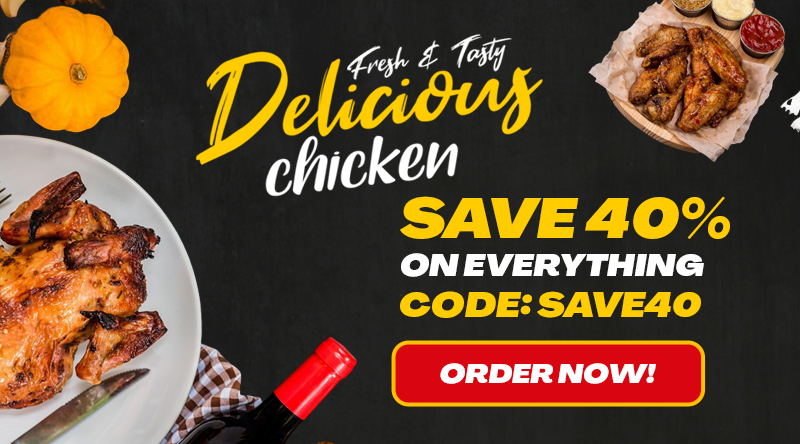 Fresh & Tasty
Delicious
chicken
SAVE 40%
ON EVERYTHING
CODE: SAVE40
ORDER NOW!